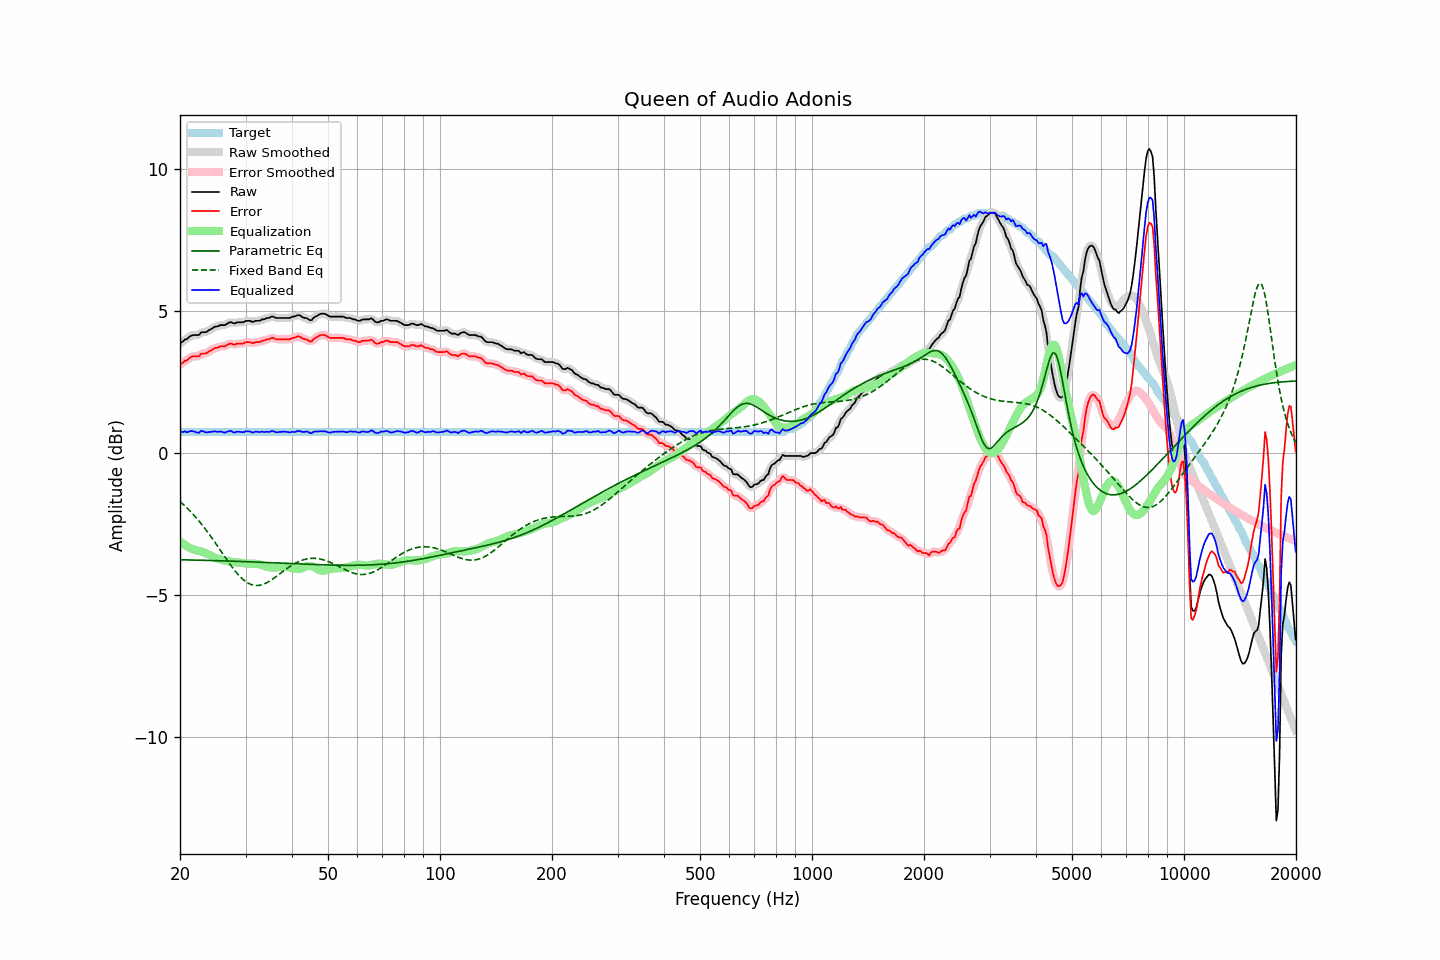 Queen of Audio Adonis
Target
Raw Smoothed
Error Smoothed
Raw
Error
Equalization
Parametric Eq
Fixed Band Eq
Equalized
10
5
0
−5
−10
Amplitude (dBr)
20 50 100 200 500 1000 2000 5000 10000 20000
Frequency (Hz)